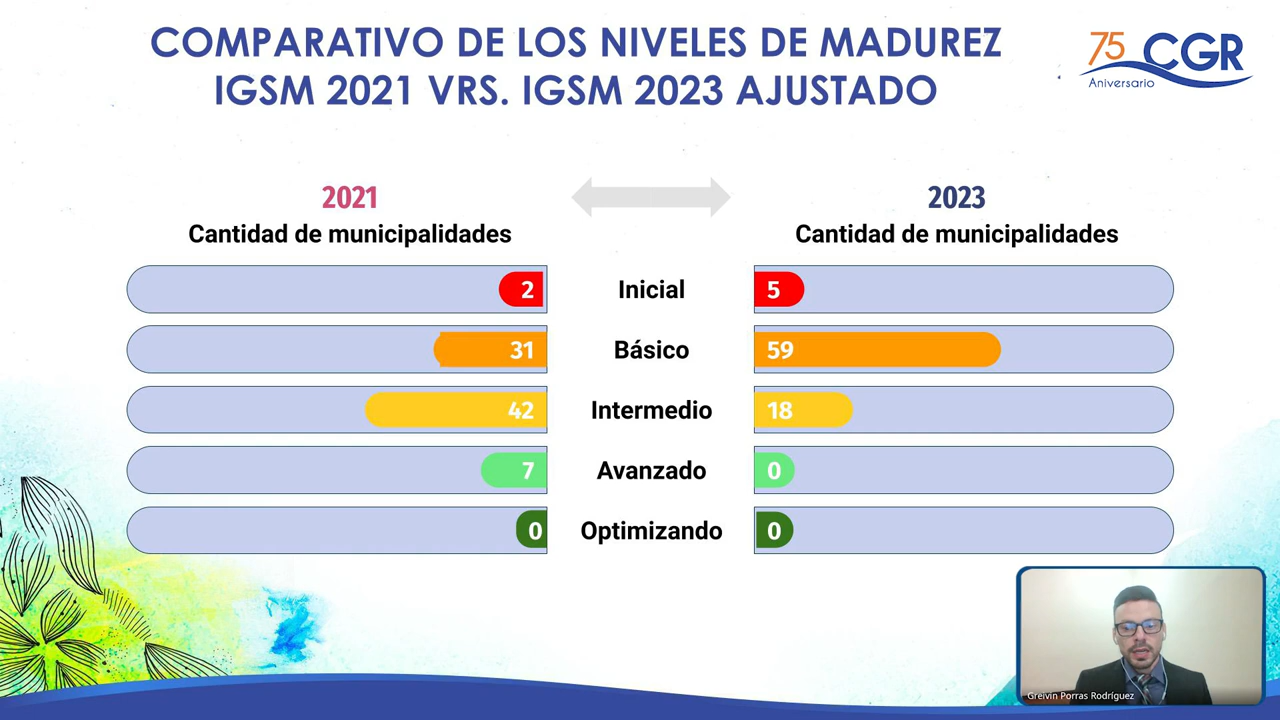 COMPARATIVO DE LOS NIVELES DE MADUREZ
IGSM 2021 VRS. IGSM 2023 AJUSTADO
75 CGR
Aniversario
2021
2023
Cantidad de municipalidades
Cantidad de municipalidades
2 Inicial 5
31 Básico 59
42 Intermedio 18
7 Avanzado 0
0 Optimizando 0
Greivin Porras Rodríguez